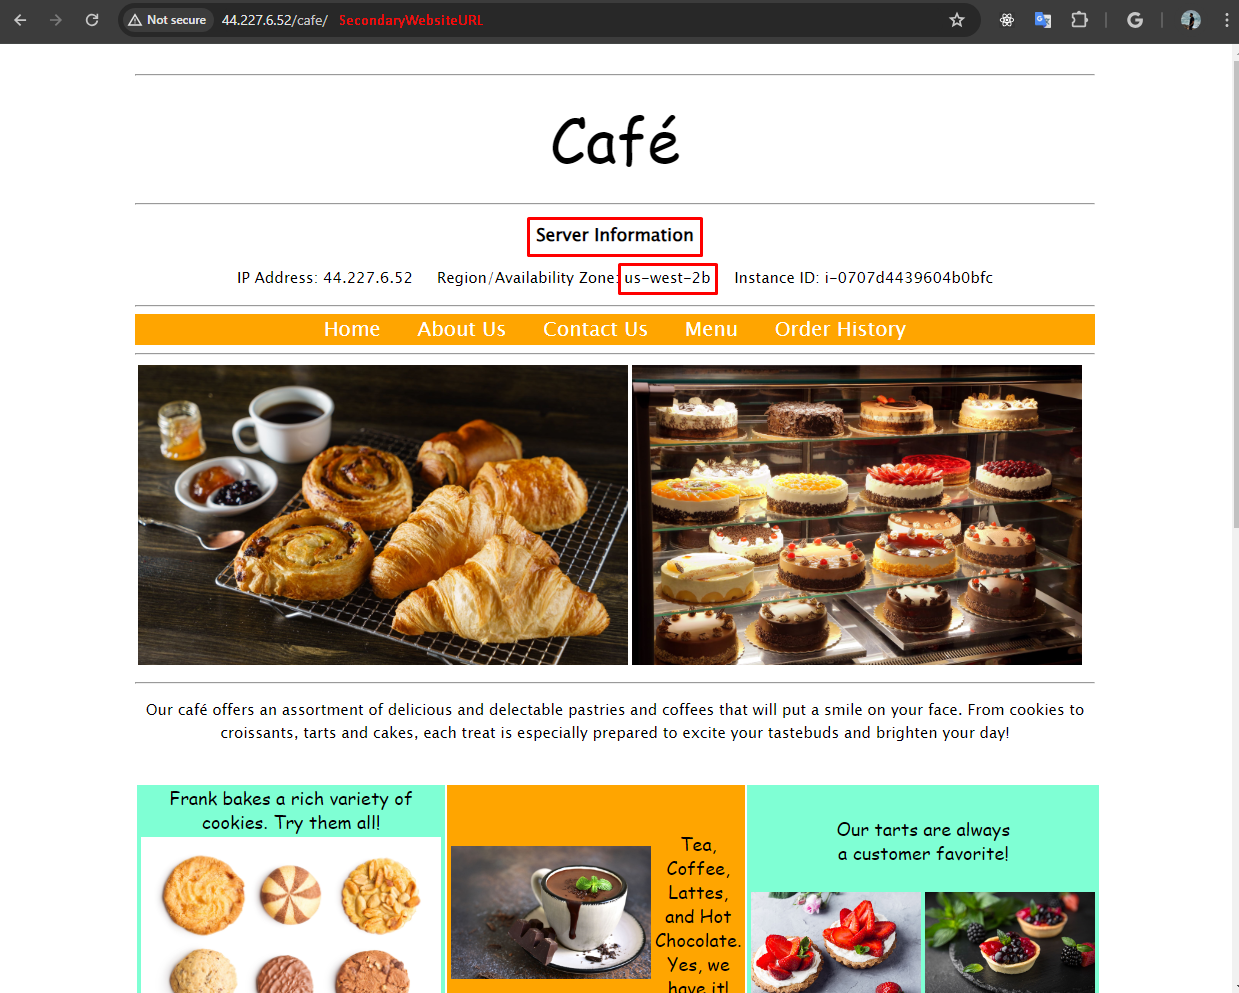 Not secure 44.227.6.52/cafe/ SecondaryWebsiteURL
Café
Server Information
IP Address: 44.227.6.52 Region/Availability Zone: us-west-2b Instance ID: i-0707d4439604b0bfc
Home About Us Contact Us Menu Order History
Our café offers an assortment of delicious and delectable pastries and coffees that will put a smile on your face. From cookies to
croissants, tarts and cakes, each treat is especially prepared to excite your tastebuds and brighten your day!
Frank bakes a rich variety of
cookies. Try them all!
Tea,
Coffee,
Lattes,
and Hot
Chocolate.
Yes, we
have it!
Our tarts are always
a customer favorite!